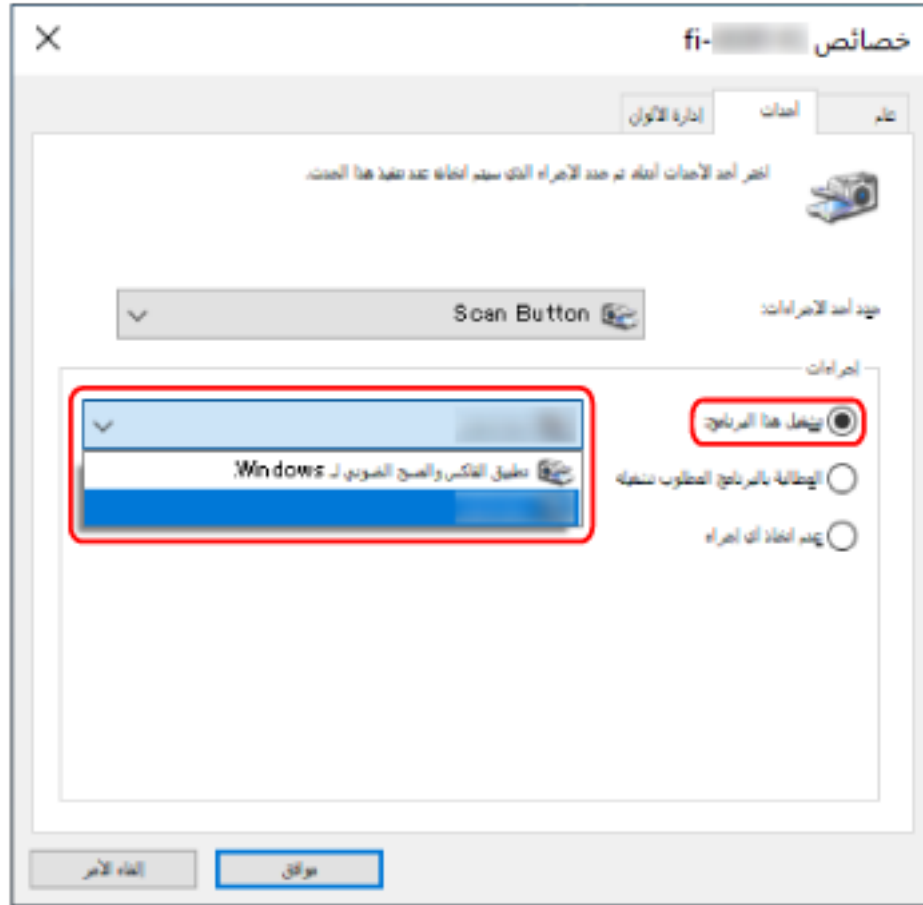 خصائص fi-
عام
أحداث
إدارة الألوان
اختر أحد الأحداث أدناه، ثم حدد الإجراء الذي سيتم اتخاذه عند تنفيذ هذا الحدث.
حدد أحد الإجراءات:
Scan Button
إجراءات
تشغيل هذا البرنامج:
تطبيق الفاكس والمسح الضوئي لـ Windows.
المطالبة بالبرنامج المطلوب تشغيله
عدم اتخاذ أي إجراء
موافق
إلغاء الأمر